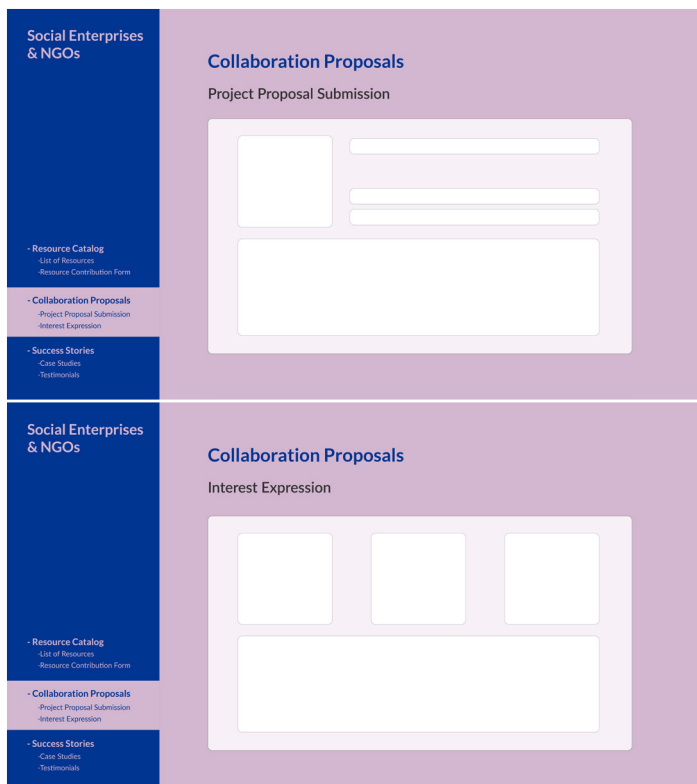 Social Enterprises
& NGOs
- Resource Catalog
-List of Resources
-Resource Contribution Form
- Collaboration Proposals
-Project Proposal Submission
-Interest Expression
- Success Stories
-Case Studies
-Testimonials
Collaboration Proposals
Project Proposal Submission
Social Enterprises
& NGOs
- Resource Catalog
-List of Resources
-Resource Contribution Form
- Collaboration Proposals
-Project Proposal Submission
-Interest Expression
- Success Stories
-Case Studies
-Testimonials
Collaboration Proposals
Interest Expression